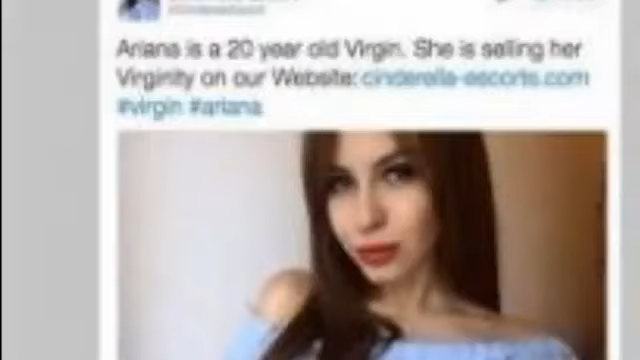 Ariana is a 20 year old Virgin. She is selling her
Virginity on our Website: cinderella-escorts.com
#virgin #ariana